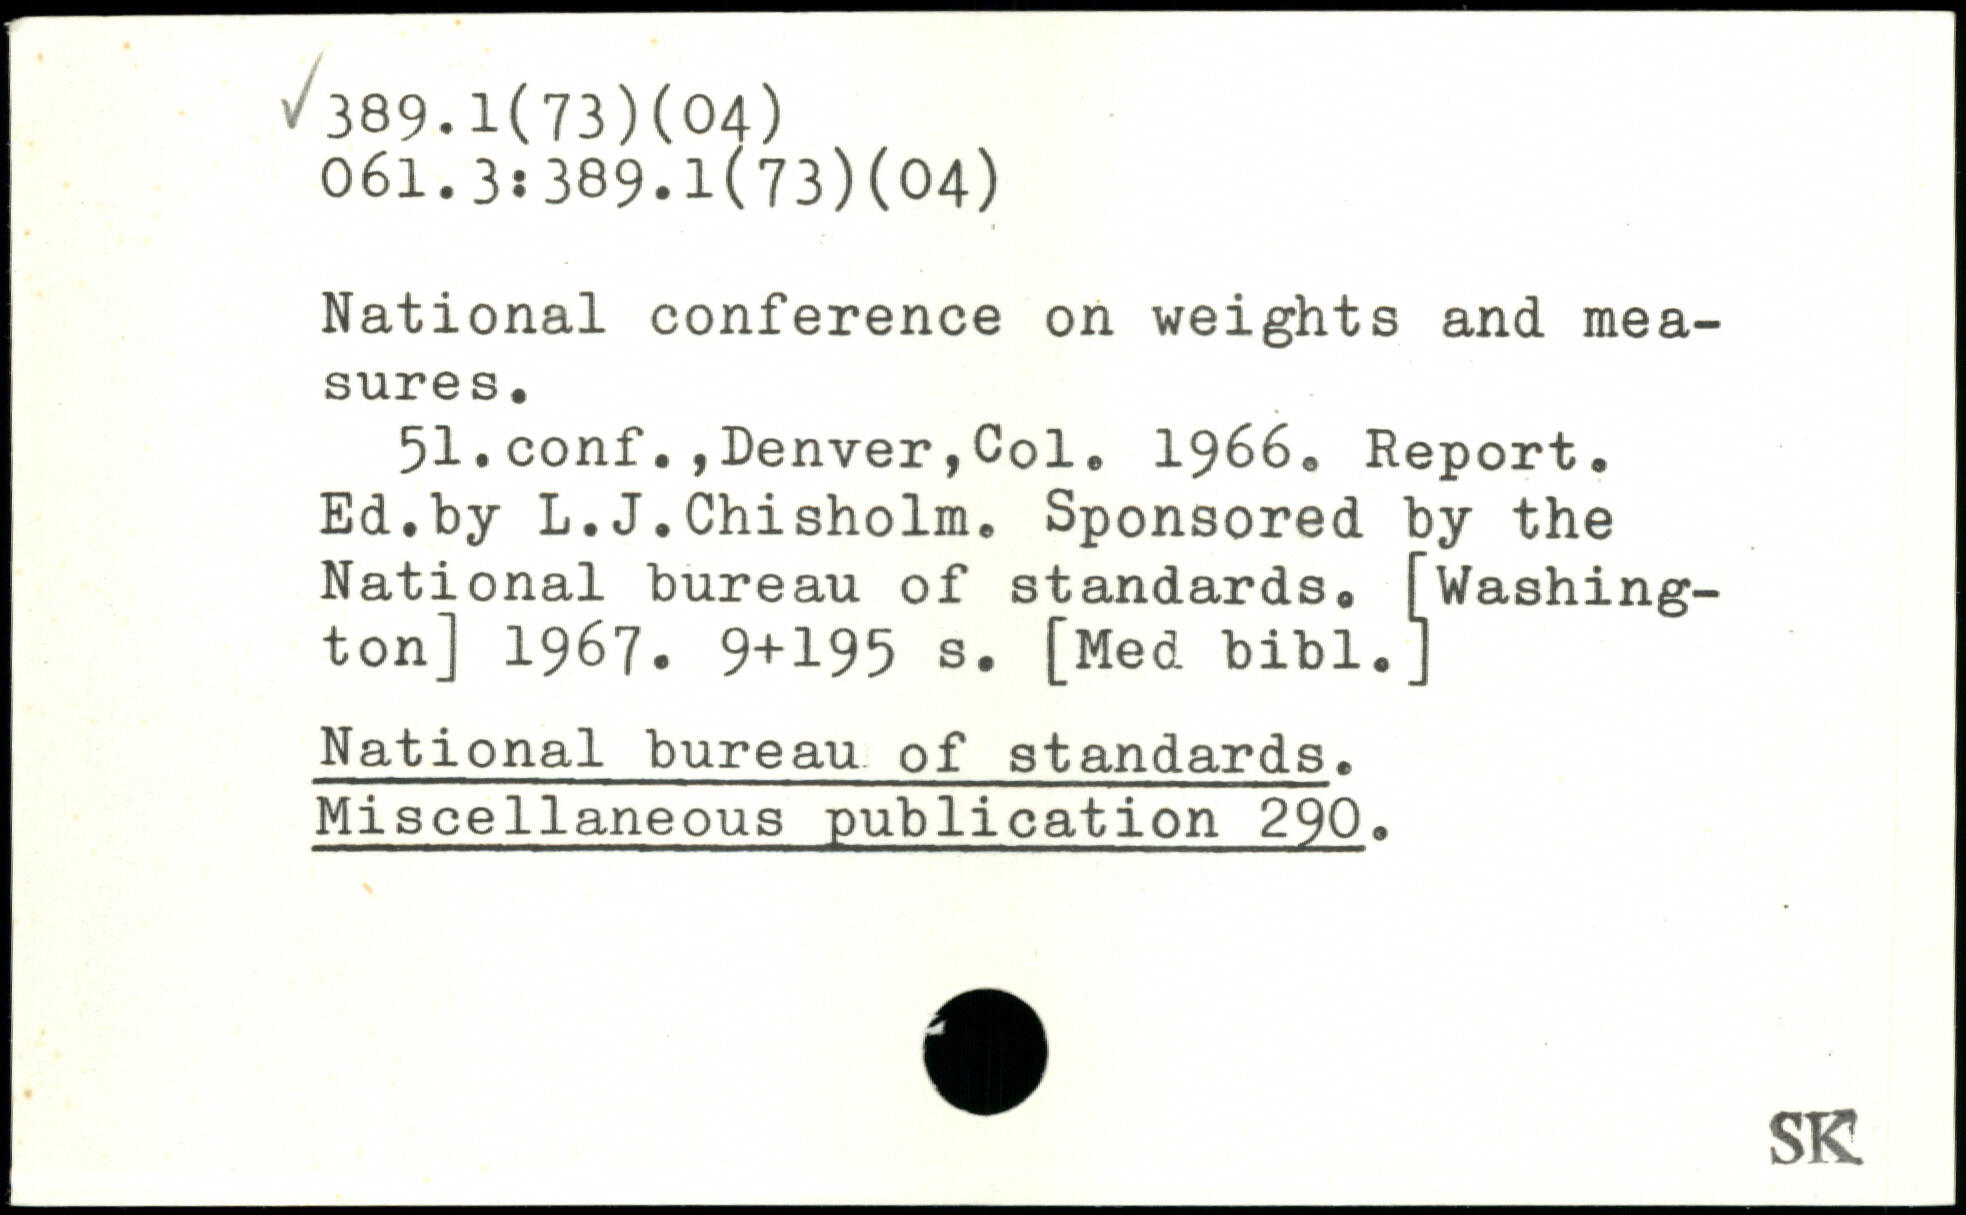 ✓389.1(73)(04)
061.3:389.1(73)(04)
National conference on weights and mea-
sures.
51.conf.,Denver,Col. 1966. Report.
Ed.by L.J.Chisholm. Sponsored by the
National bureau of standards. [Washing-
ton] 1967. 9+195 s. [Med bibl.]
National bureau of standards.
Miscellaneous publication 290.
SK